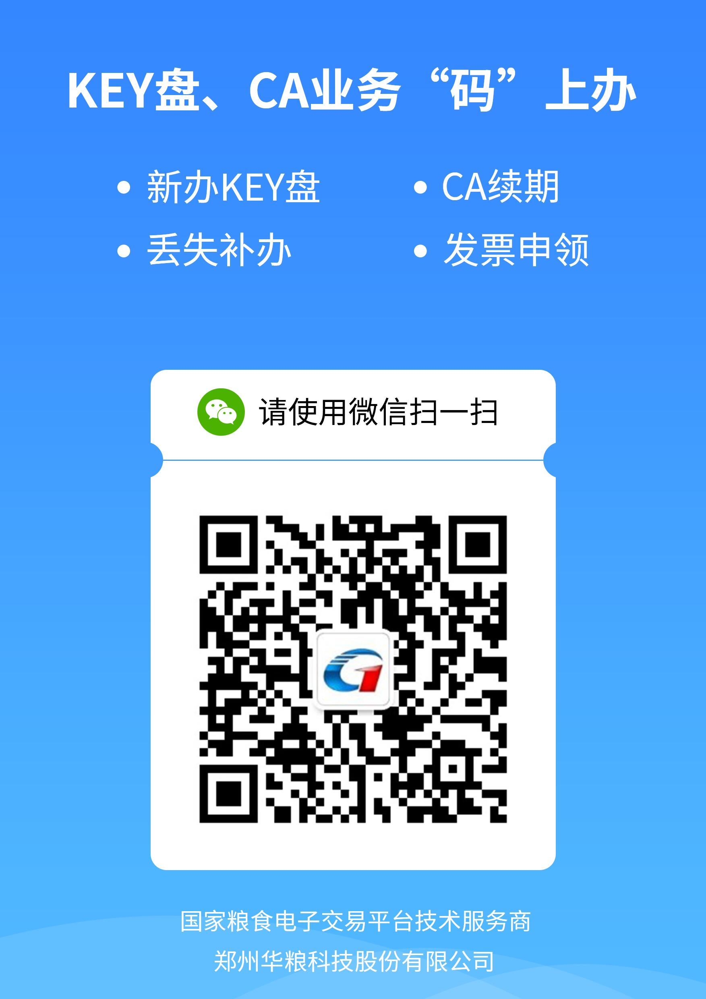 KEY盘、CA业务“码”上办
• 新办KEY盘
• CA续期
• 丢失补办
• 发票申领
请使用微信扫一扫
国家粮食电子交易平台技术服务商
郑州华粮科技股份有限公司